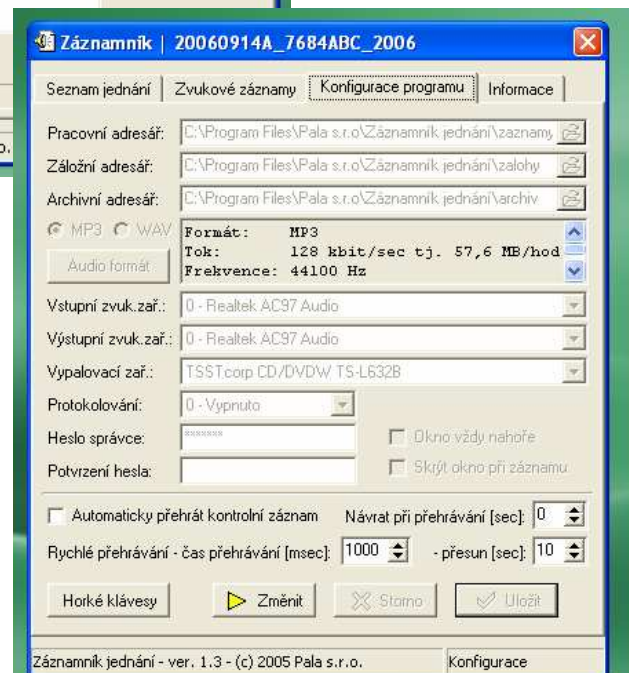 Záznamník | 20060914A_7684ABC_2006
Seznam jednání Zvukové záznamy Konfigurace programu Informace
Pracovní adresář: C:\Program Files\Pala s.r.o\Záznamník jednání\zaznamy
Záložní adresář: C:\Program Files\Pala s.r.o\Záznamník jednání\zalohy
Archivní adresář: C:\Program Files\Pala s.r.o\Záznamník jednání\archiv
MP3 WAV
Audio formát
Formát: MP3
Tok: 128 kbit/sec tj. 57,6 MB/hod
Frekvence: 44100 Hz
Vstupní zvuk.zař.: 0 - Realtek AC97 Audio
Výstupní zvuk.zař.: 0 - Realtek AC97 Audio
Vypalovací zař.: TSSTcorp CD/DVDW TS-L632B
Protokolování: 0 - Vypnuto
Heslo správce: ******* Okno vždy nahoře
Potvrzení hesla: Skrýt okno při záznamu
Automaticky přehrát kontrolní záznam Návrat při přehrávání [sec]: 0
Rychlé přehrávání - čas přehrávání [msec]: 1000 - přesun [sec]: 10
Horké klávesy Změnit Storno Uložit
Záznamník jednání - ver. 1.3 - (c) 2005 Pala s.r.o. Konfigurace